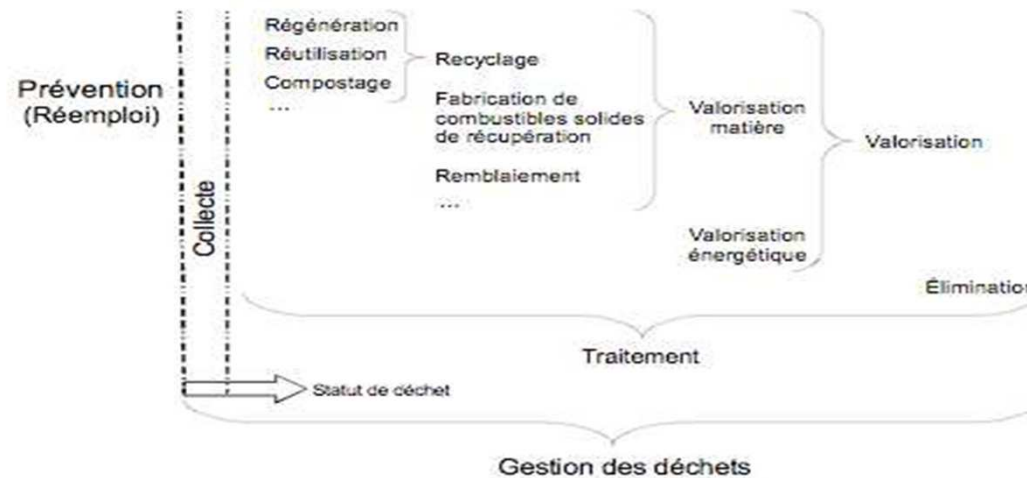 Régénération
Réutilisation
Compostage
...
Recyclage
Prévention
(Réemploi)
Fabrication de
combustibles solides
de récupération
Valorisation
matière
Valorisation
Remblaiement
...
Collecte
Valorisation
énergétique
Élimination
Traitement
Statut de déchet
Gestion des déchets